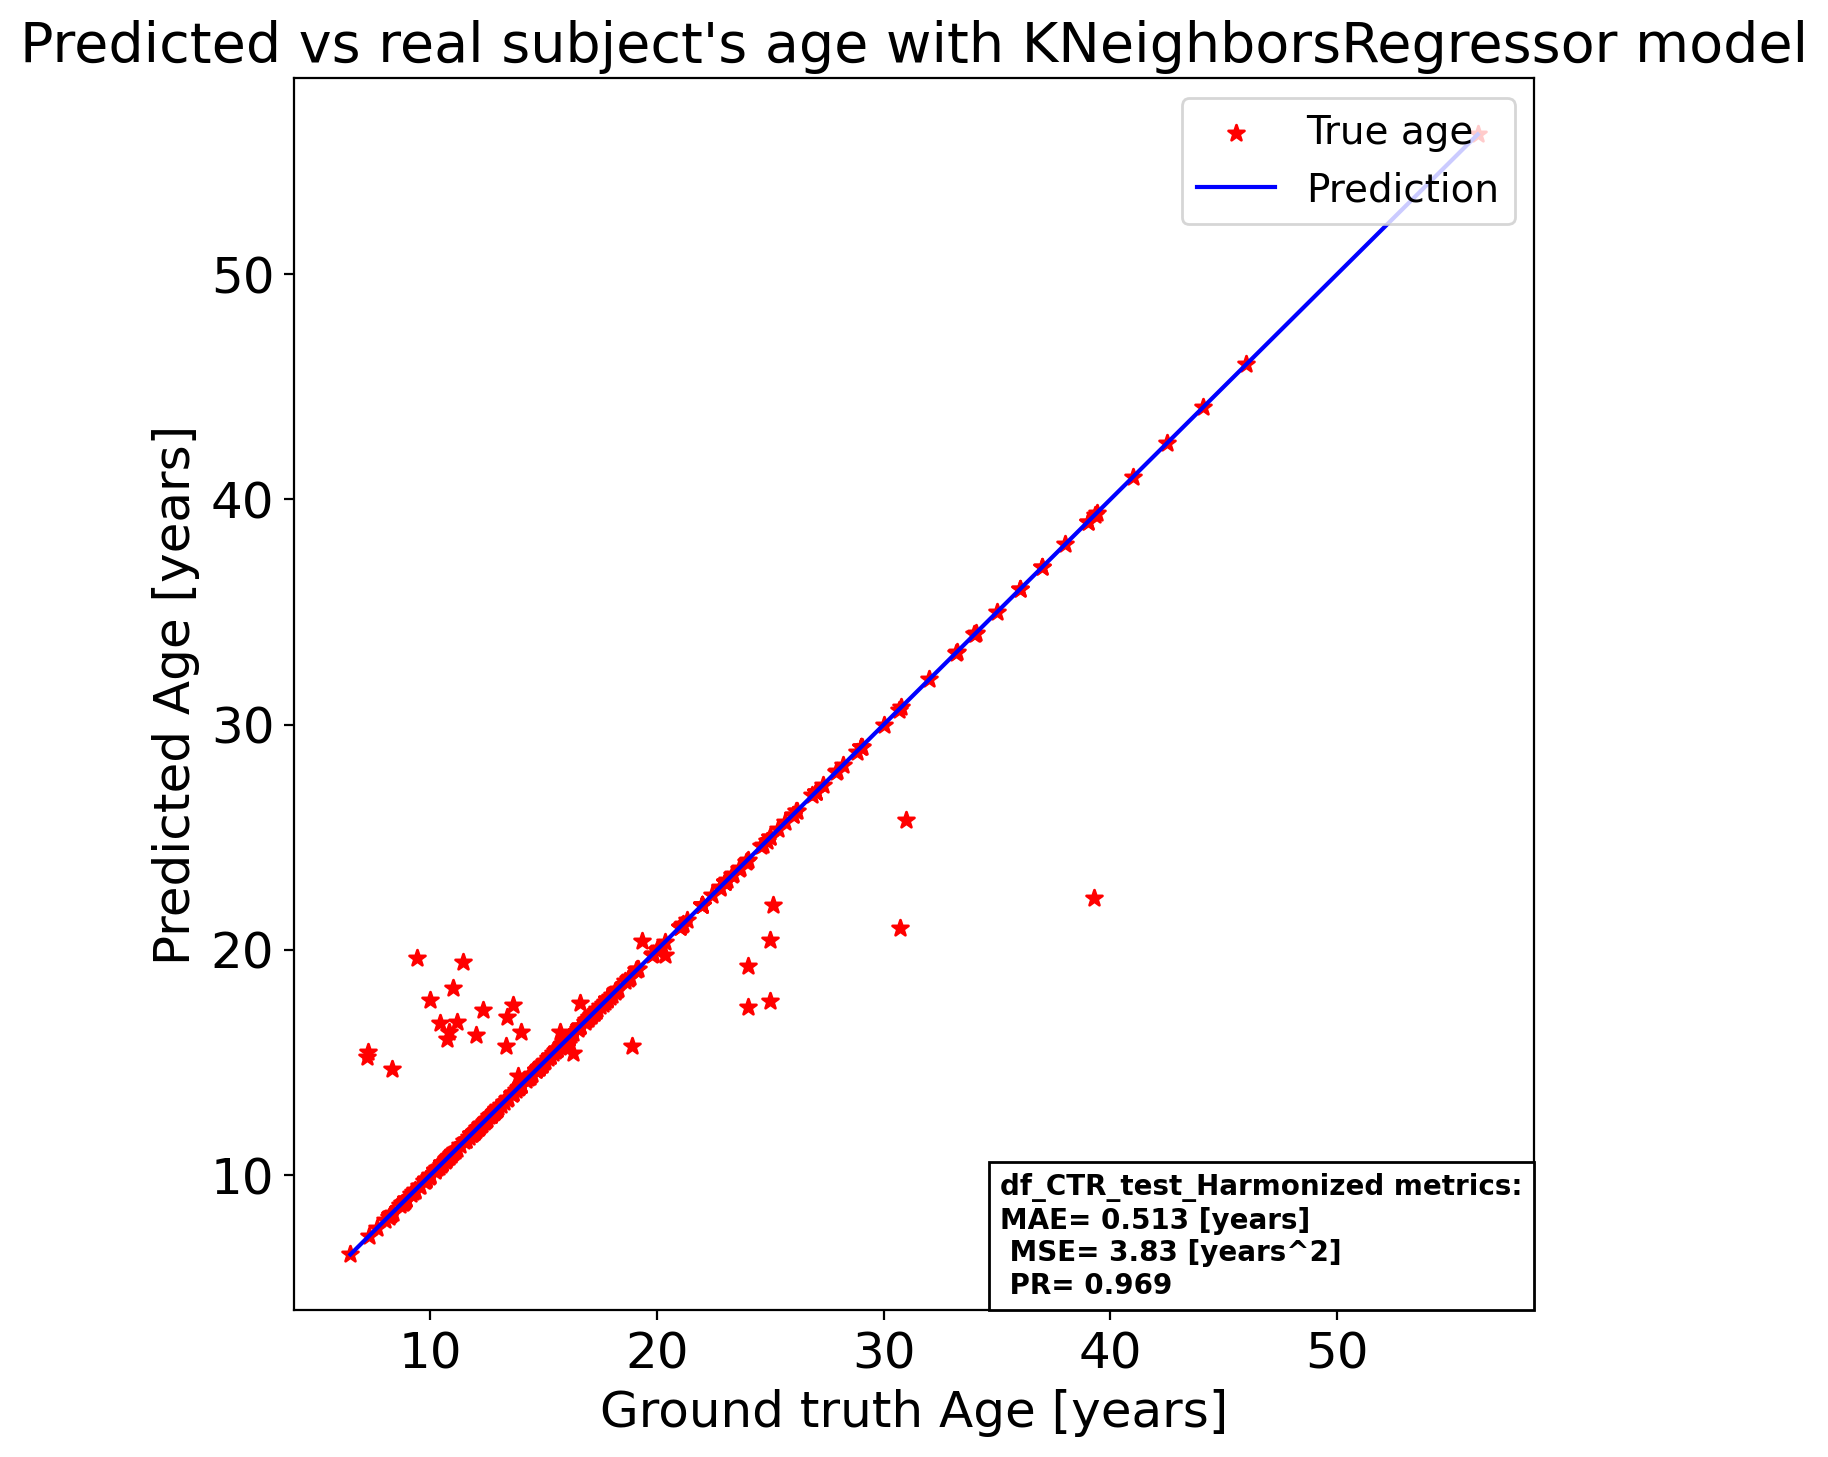 Predicted vs real subject's age with KNeighborsRegressor model
True age
Prediction
50
40
30
20
10
Predicted Age [years]
df_CTR_test_Harmonized metrics:
MAE= 0.513 [years]
MSE= 3.83 [years^2]
PR= 0.969
10 20 30 40 50
Ground truth Age [years]